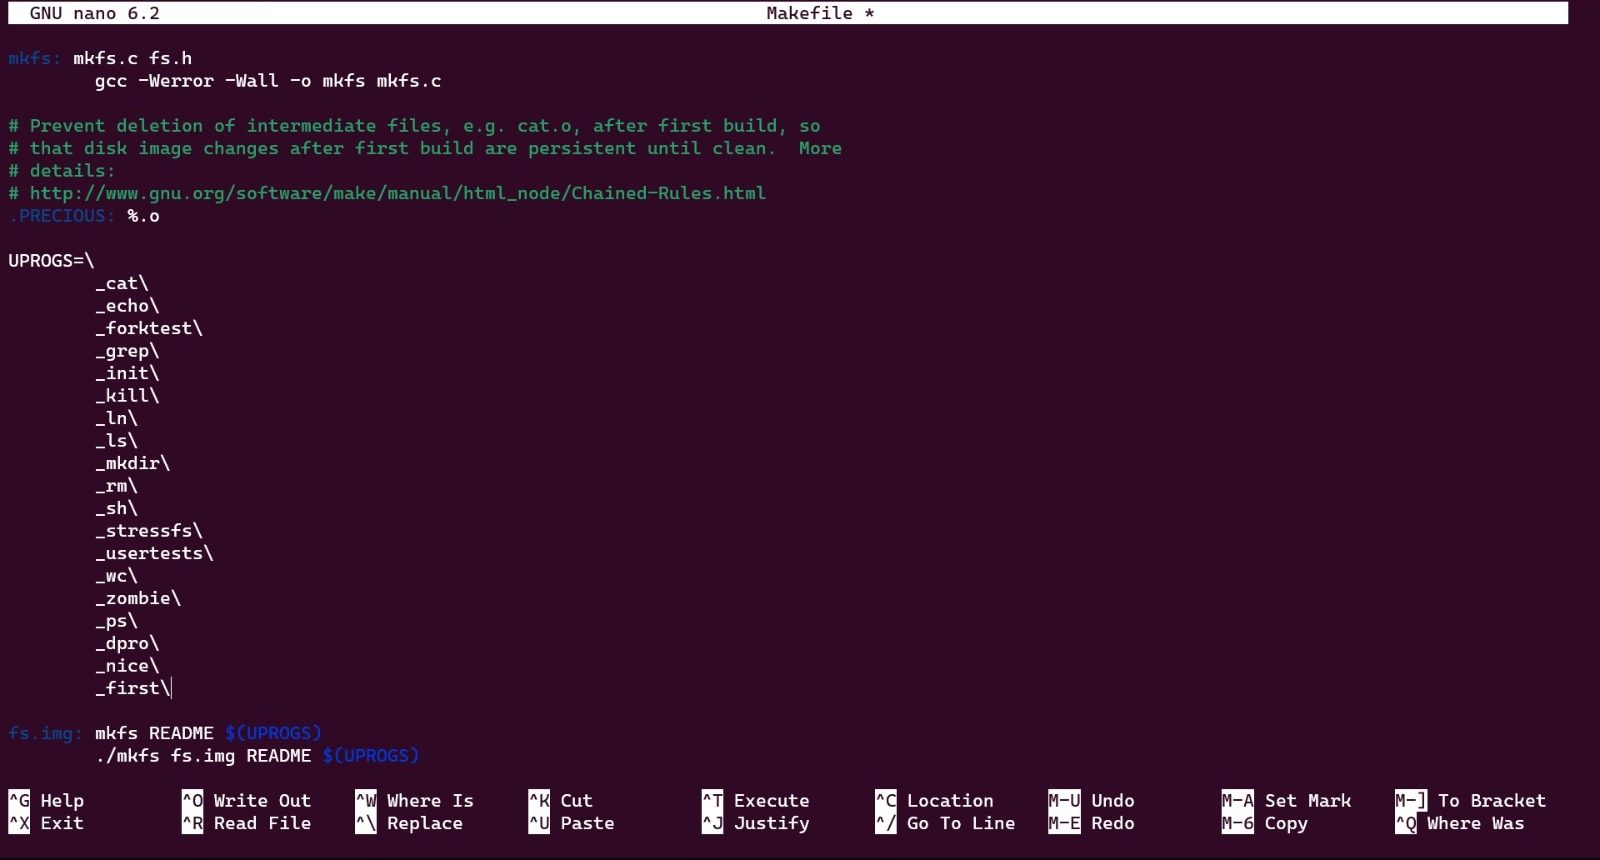 GNU nano 6.2 Makefile *
mkfs: mkfs.c fs.h
gcc -Werror -Wall -o mkfs mkfs.c
# Prevent deletion of intermediate files, e.g. cat.o, after first build, so
# that disk image changes after first build are persistent until clean.  More
# details:
# http://www.gnu.org/software/make/manual/html_node/Chained-Rules.html
.PRECIOUS: %.o
UPROGS=\
_cat\
_echo\
_forktest\
_grep\
_init\
_kill\
_ln\
_ls\
_mkdir\
_rm\
_sh\
_stressfs\
_usertests\
_wc\
_zombie\
_ps\
_dpro\
_nice\
_first\
fs.img: mkfs README $(UPROGS)
./mkfs fs.img README $(UPROGS)
^G Help ^O Write Out ^W Where Is ^K Cut ^T Execute ^C Location M-U Undo M-A Set Mark M-] To Bracket
^X Exit ^R Read File ^\ Replace ^U Paste ^J Justify ^/ Go To Line M-E Redo M-6 Copy ^Q Where Was